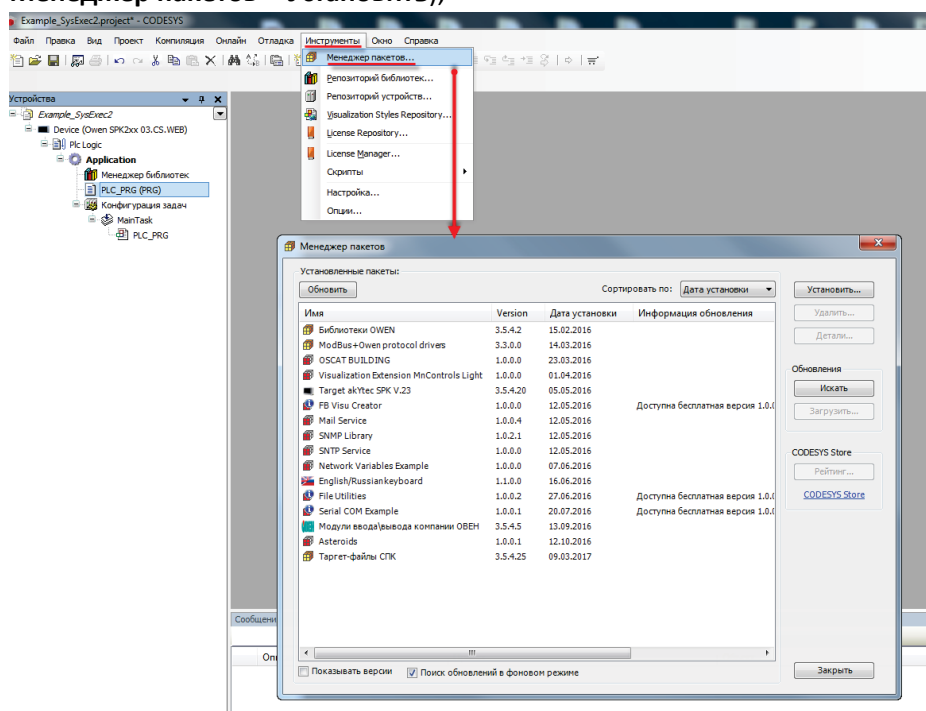 Менеджер пакетов – Установить),
Example_SysExec2.project* - CODESYS
Файл Правка Вид Проект Компиляция Онлайн Отладка Инструменты Окно Справка
Менеджер пакетов...
Репозиторий библиотек...
Репозиторий устройств...
Visualization Styles Repository...
License Repository...
License Manager...
Скрипты
Настройка...
Опции...
Устройства
Example_SysExec2
Device (Owen SPK2xx 03.CS.WEB)
Plc Logic
Application
Менеджер библиотек
PLC_PRG (PRG)
Конфигурация задач
MainTask
PLC_PRG
Менеджер пакетов
Установленные пакеты:
Обновить Сортировать по: Дата установки Установить...
Имя Version Дата установки Информация обновления Удалить...
Библиотеки OWEN 3.5.4.2 15.02.2016 Детали...
ModBus+Owen protocol drivers 3.3.0.0 14.03.2016
OSCAT BUILDING 1.0.0.0 23.03.2016
Visualization Extension MnControls Light 1.0.0.0 01.04.2016 Обновления
Target akYtec SPK V.23 3.5.4.20 05.05.2016 Искать
FB Visu Creator 1.0.0.0 12.05.2016 Доступна бесплатная версия 1.0.( Загрузить...
Mail Service 1.0.0.4 12.05.2016
SNMP Library 1.0.2.1 12.05.2016
SNTP Service 1.0.0.0 12.05.2016 CODESYS Store
Network Variables Example 1.0.0.0 07.06.2016 Рейтинг...
English/Russian keyboard 1.1.0.0 16.06.2016
File Utilities 1.0.0.2 27.06.2016 Доступна бесплатная версия 1.0.( CODESYS Store
Serial COM Example 1.0.0.1 20.07.2016 Доступна бесплатная версия 1.0.(
Модули ввода\вывода компании ОВЕН 3.5.4.5 13.09.2016
Asteroids 1.0.0.1 12.10.2016
Таргет-файлы СПК 3.5.4.25 09.03.2017
Сообщени
Оп
Показывать версии Поиск обновлений в фоновом режиме Закрыть